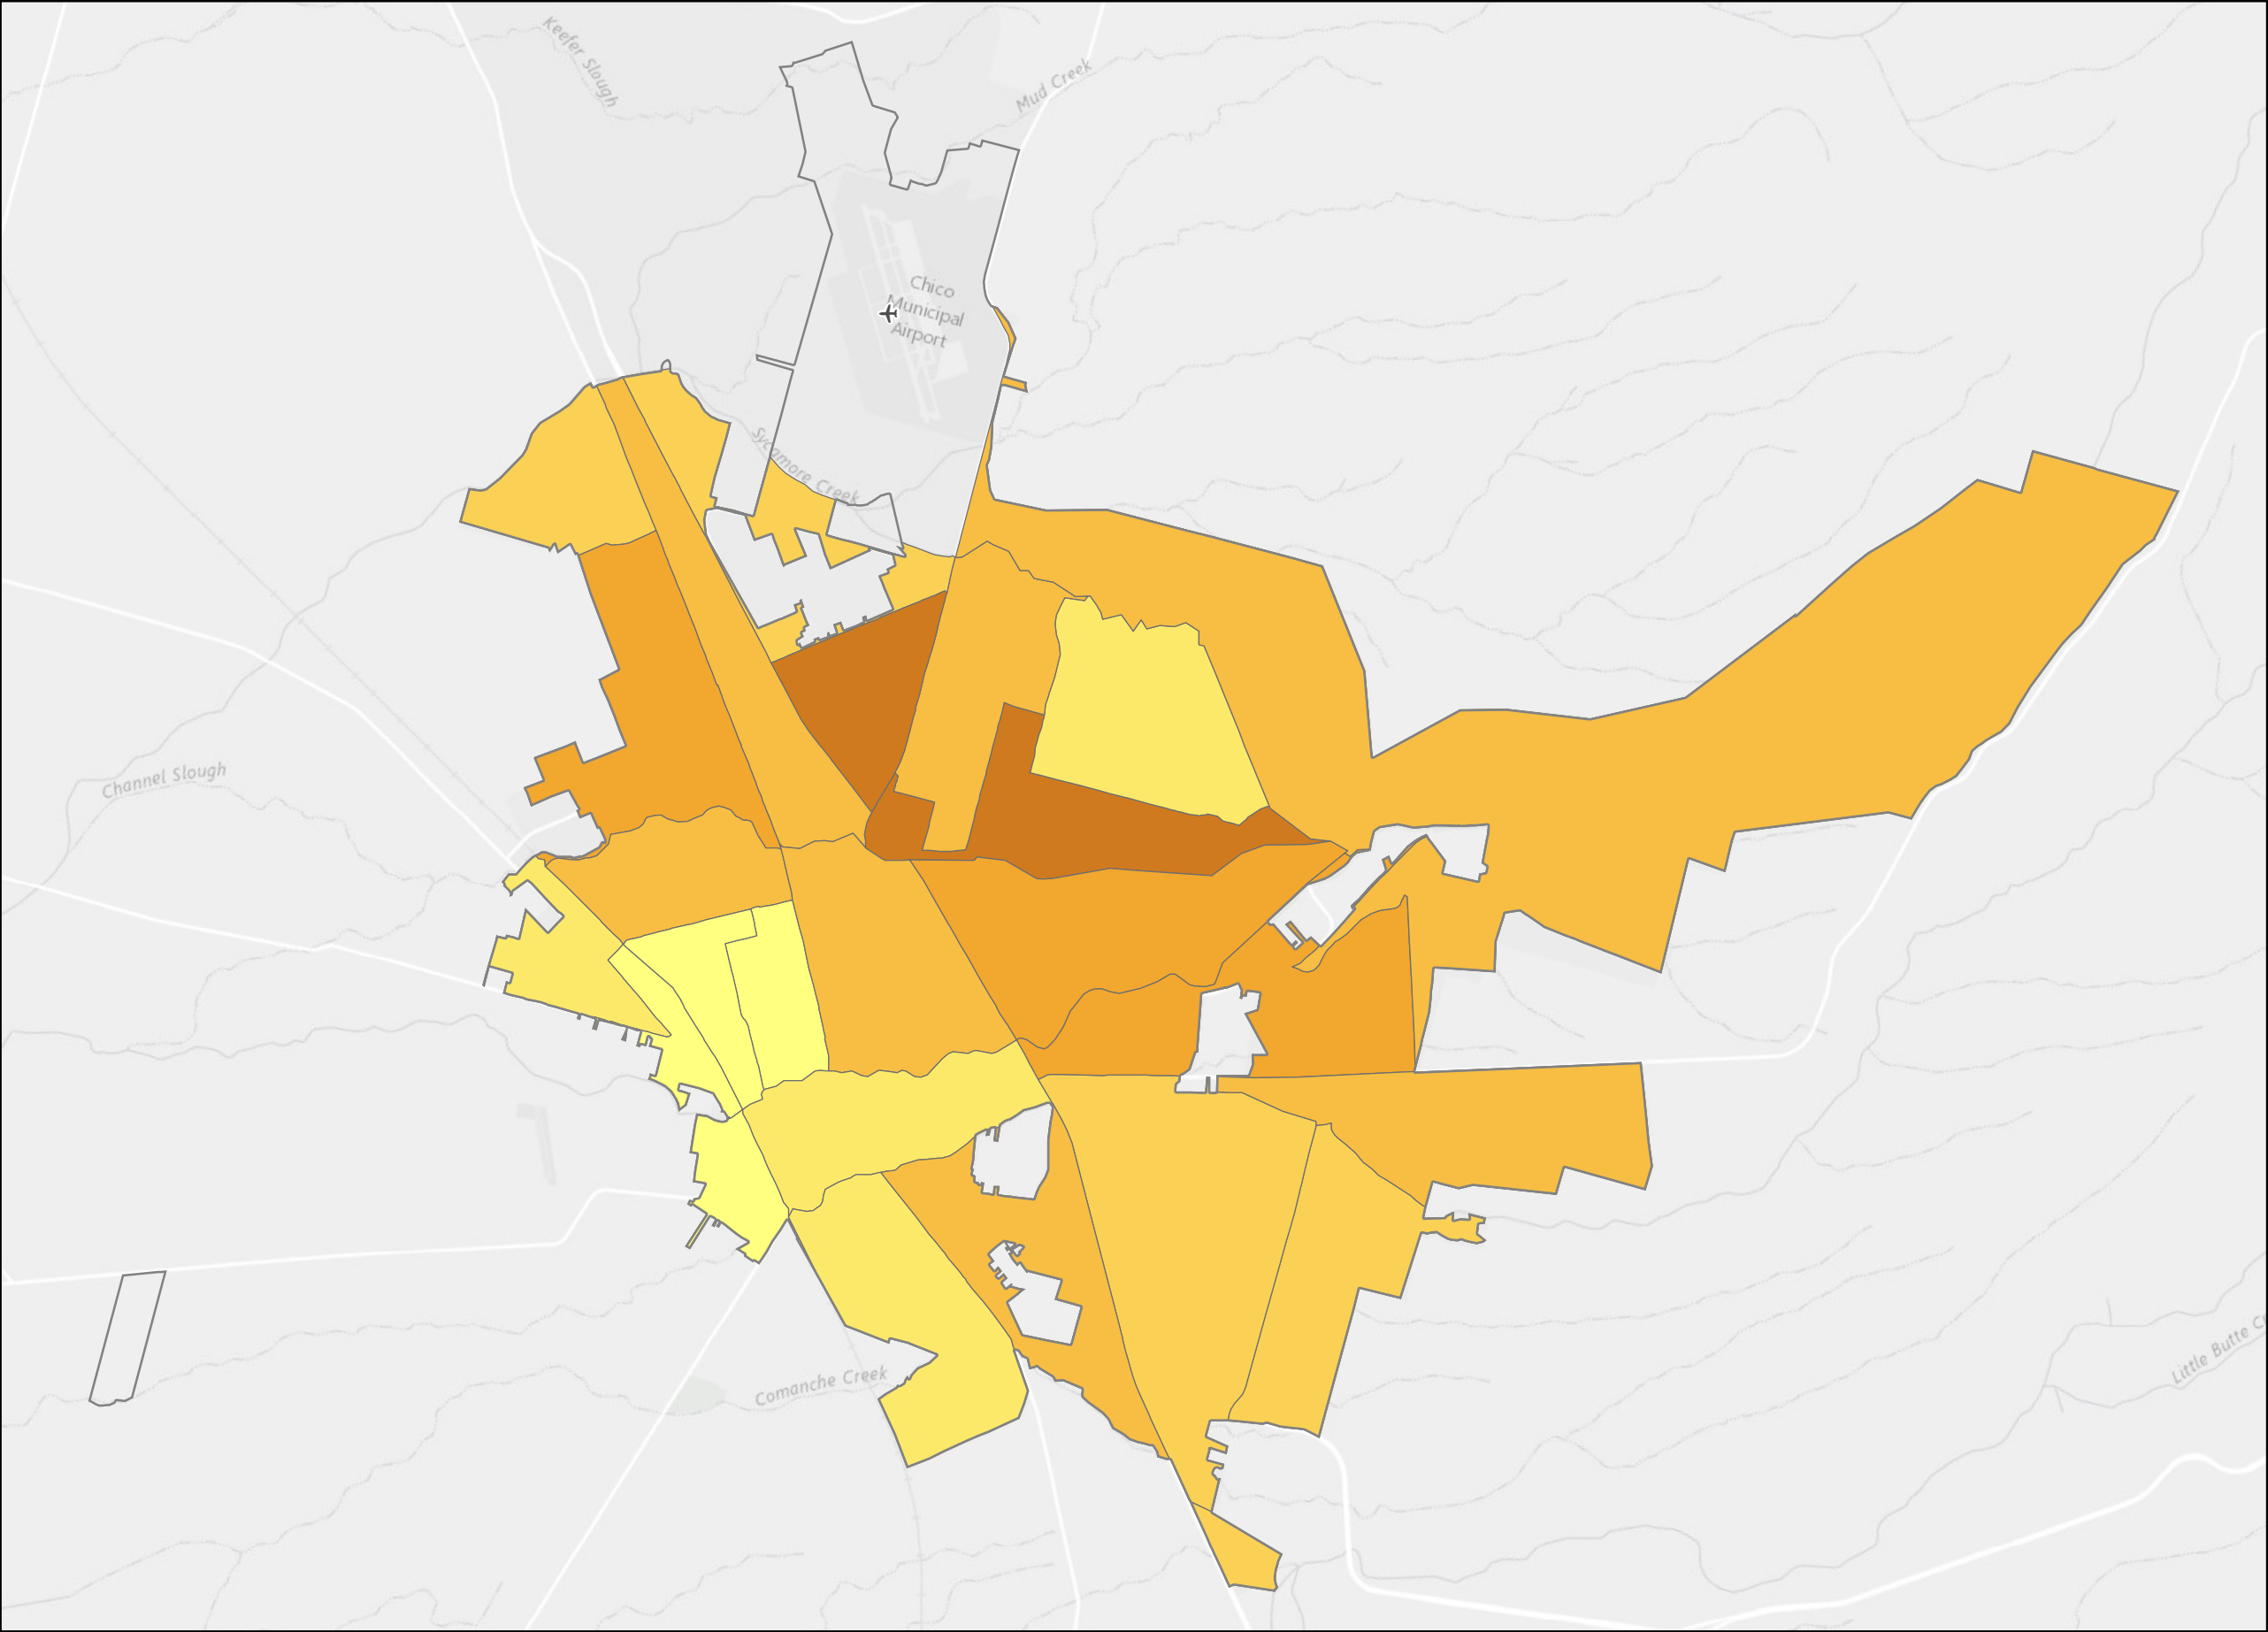 Keefer Slough
Mud Creek
Chico
Municipal
Airport
Sycamore Creek
Channel Slough
Comanche Creek
Little Butte C